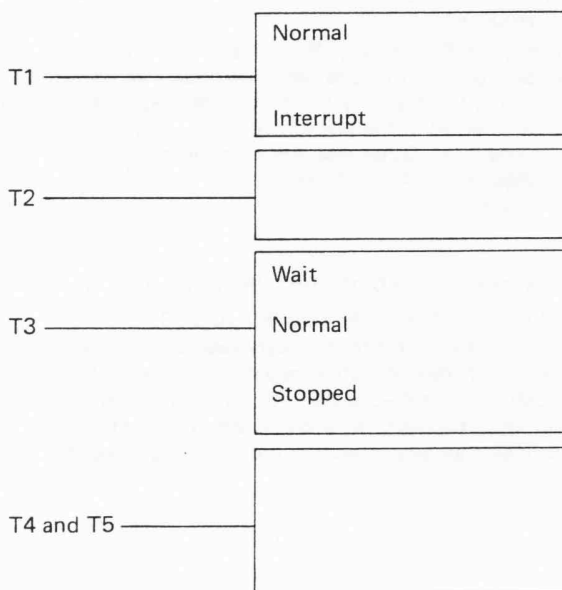 Normal
T1
Interrupt
T2
Wait
T3
Normal
Stopped
T4 and T5